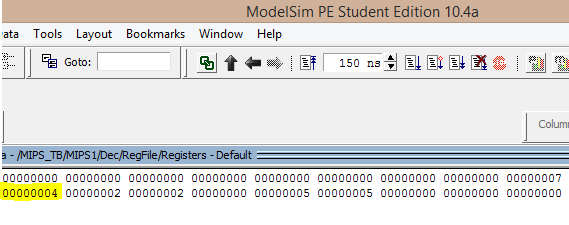 ModelSim PE Student Edition 10.4a
ata Tools Layout Bookmarks Window Help
Goto: 150 ns
Colum
a - /MIPS_TB/MIPS1/Dec/RegFile/Registers - Default
00000000 00000000 00000000 00000000 00000000 00000000 00000000 00000000 00000007
00000004 00000002 00000002 00000000 00000005 00000005 00000000 00000000 00000000